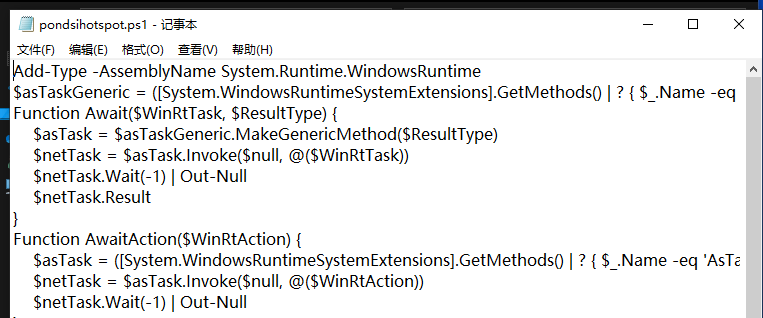 pondsihotspot.ps1 - 记事本
文件(F) 编辑(E) 格式(O) 查看(V) 帮助(H)
Add-Type -AssemblyName System.Runtime.WindowsRuntime
$asTaskGeneric = ([System.WindowsRuntimeSystemExtensions].GetMethods() | ? { $_.Name -eq
Function Await($WinRtTask, $ResultType) {
    $asTask = $asTaskGeneric.MakeGenericMethod($ResultType)
    $netTask = $asTask.Invoke($null, @($WinRtTask))
    $netTask.Wait(-1) | Out-Null
    $netTask.Result
}
Function AwaitAction($WinRtAction) {
    $asTask = ([System.WindowsRuntimeSystemExtensions].GetMethods() | ? { $_.Name -eq 'AsTa
    $netTask = $asTask.Invoke($null, @($WinRtAction))
    $netTask.Wait(-1) | Out-Null